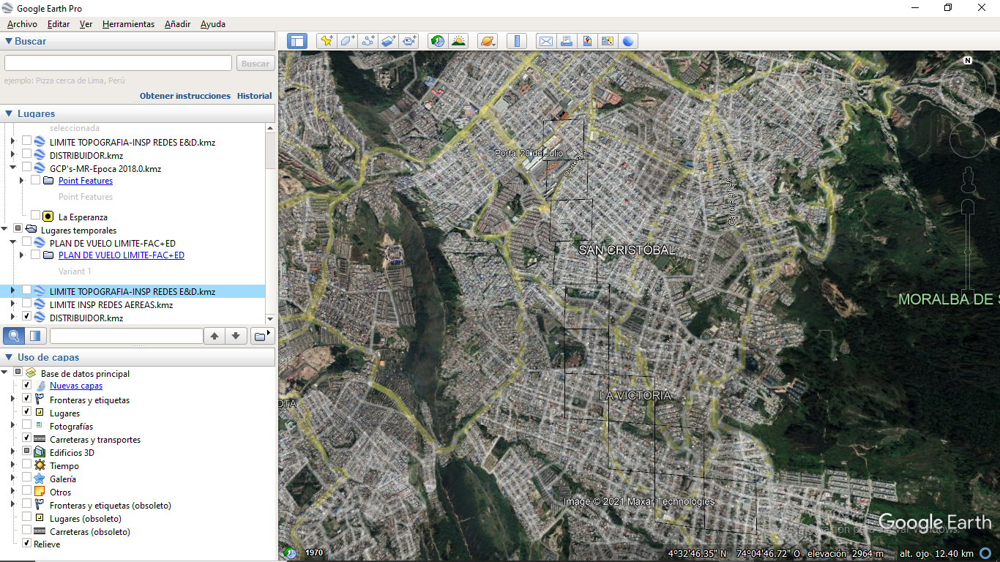 Google Earth Pro
Archivo Editar Ver Herramientas Añadir Ayuda
Buscar
Buscar
ejemplo: Pizza cerca de Lima, Perú
Obtener instrucciones Historial
Lugares
seleccionada
LIMITE TOPOGRAFIA-INSP REDES E&D.kmz
DISTRIBUIDOR.kmz
GCP's-MR-Epoca 2018.0.kmz
Point Features
Point Features
La Esperanza
Lugares temporales
PLAN DE VUELO LIMITE-FAC+ED
PLAN DE VUELO LIMITE-FAC+ED
Variant 1
LIMITE TOPOGRAFIA-INSP REDES E&D.kmz
LIMITE INSP REDES AEREAS.kmz
DISTRIBUIDOR.kmz
Uso de capas
Base de datos principal
Nuevas capas
Fronteras y etiquetas
Lugares
Fotografías
Carreteras y transportes
Edificios 3D
Tiempo
Galería
Otros
Fronteras y etiquetas (obsoleto)
Lugares (obsoleto)
Carreteras (obsoleto)
Relieve
N
Portal 20 de Julio
Carrera 9 Este
SAN CRISTÓBAL
MORALBA DE S
LA VICTORIA
OTA
Image © 2021 Maxar Technologies
Google Earth
1970
4°32'46.35" N 74°04'46.72" O elevación 2964 m alt. ojo 12.40 km